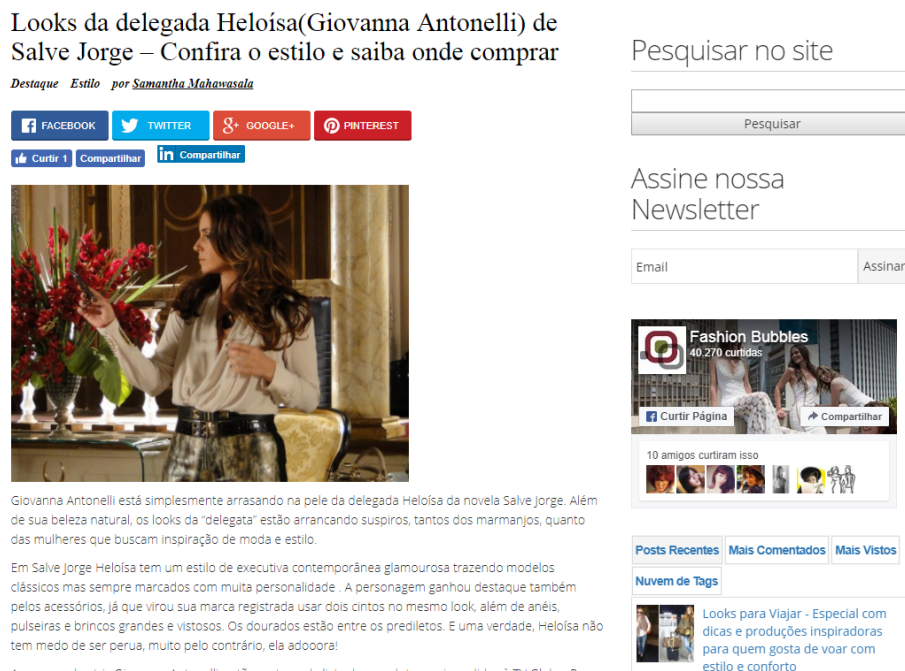 Looks da delegada Heloísa(Giovanna Antonelli) de
Salve Jorge – Confira o estilo e saiba onde comprar
Destaque Estilo por Samantha Mahawasala
FACEBOOK TWITTER GOOGLE+ PINTEREST
Curtir 1 Compartilhar in Compartilhar
Giovanna Antonelli está simplesmente arrasando na pele da delegada Heloísa da novela Salve Jorge. Além
de sua beleza natural, os looks da “delegata” estão arrancando suspiros, tantos dos marmanjos, quanto
das mulheres que buscam inspiração de moda e estilo.
Em Salve Jorge Heloísa tem um estilo de executiva contemporânea glamourosa trazendo modelos
clássicos mas sempre marcados com muita personalidade . A personagem ganhou destaque também
pelos acessórios, já que virou sua marca registrada usar dois cintos no mesmo look, além de anéis,
pulseiras e brincos grandes e vistosos. Os dourados estão entre os prediletos. E uma verdade, Heloísa não
tem medo de ser perua, muito pelo contrário, ela adooora!
Pesquisar no site
Pesquisar
Assine nossa
Newsletter
Email Assinar
Fashion Bubbles
40.270 curtidas
Curtir Página Compartilhar
10 amigos curtiram isso
Posts Recentes Mais Comentados Mais Vistos
Nuvem de Tags
Looks para Viajar - Especial com
dicas e produções inspiradoras
para quem gosta de voar com
estilo e conforto